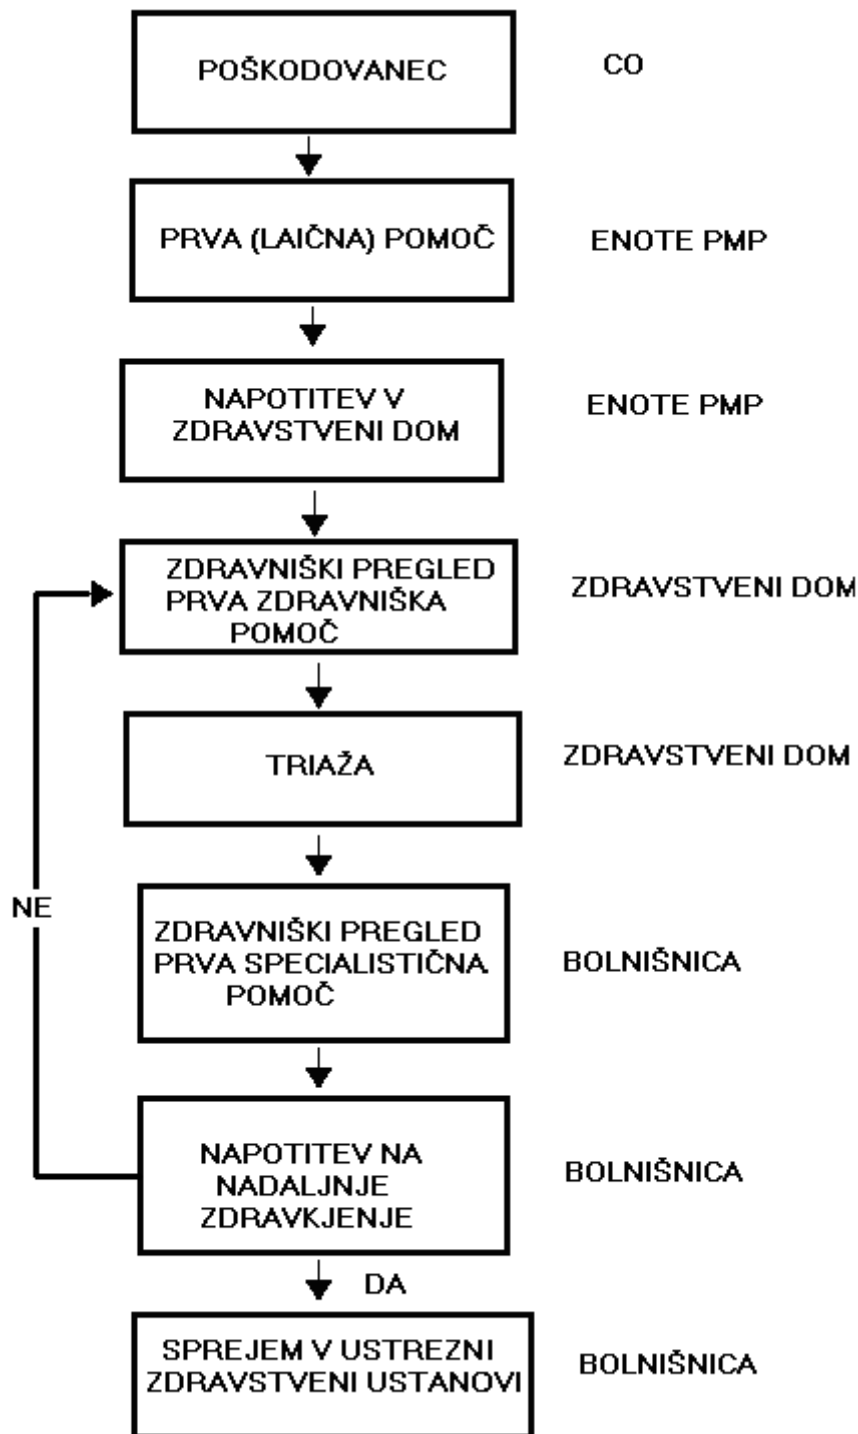 POŠKODOVANEC
CO
PRVA (LAIČNA) POMOČ
ENOTE PMP
NAPOTITEV V
ZDRAVSTVENI DOM
ENOTE PMP
ZDRAVNIŠKI PREGLED
PRVA ZDRAVNIŠKA
POMOČ
ZDRAVSTVENI DOM
TRIAŽA
ZDRAVSTVENI DOM
NE
ZDRAVNIŠKI PREGLED
PRVA SPECIALISTIČNA
POMOČ
BOLNIŠNICA
NAPOTITEV NA
NADALJNJE
ZDRAVKJENJE
BOLNIŠNICA
DA
SPREJEM V USTREZNI
ZDRAVSTVENI USTANOVI
BOLNIŠNICA